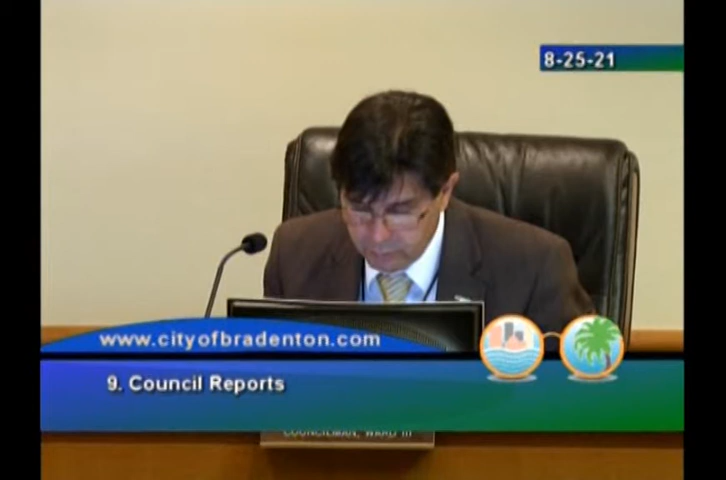 8-25-21
www.cityofbradenton.com
9. Council Reports
COUNCILMAN, WARD III